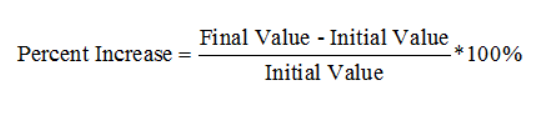 Percent Increase = Final Value - Initial Value *100%
Initial Value